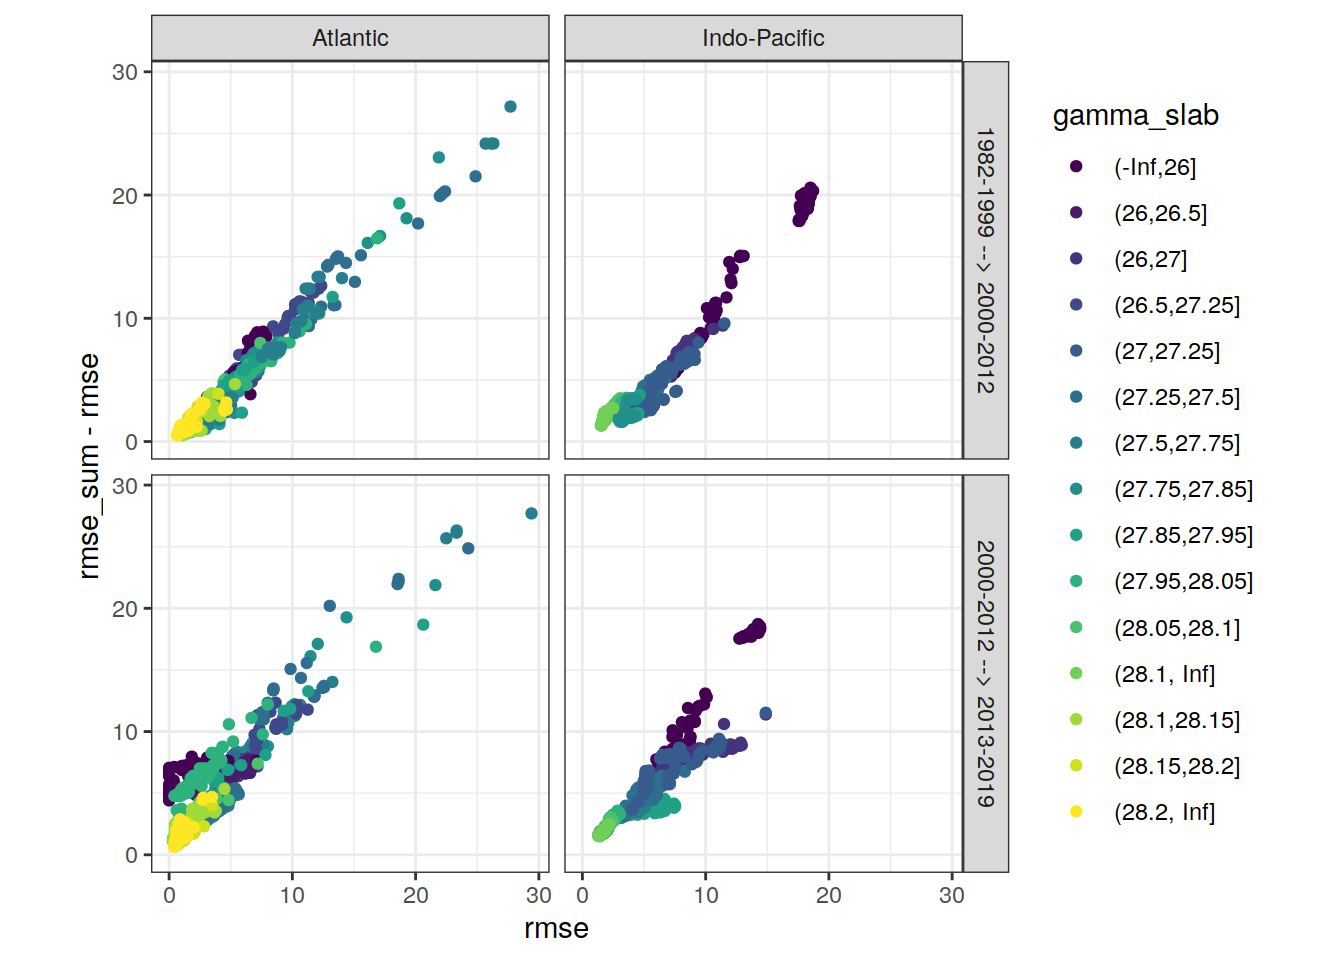 Atlantic
Indo-Pacific
30
20
10
0
1982-1999 --> 2000-2012
30
20
10
0
2000-2012 --> 2013-2019
0
10
20
30
0
10
20
30
rmse
rmse_sum - rmse
gamma_slab
(-Inf,26]
(26,26.5]
(26,27]
(26.5,27.25]
(27,27.25]
(27.25,27.5]
(27.5,27.75]
(27.75,27.85]
(27.85,27.95]
(27.95,28.05]
(28.05,28.1]
(28.1, Inf]
(28.1,28.15]
(28.15,28.2]
(28.2, Inf]